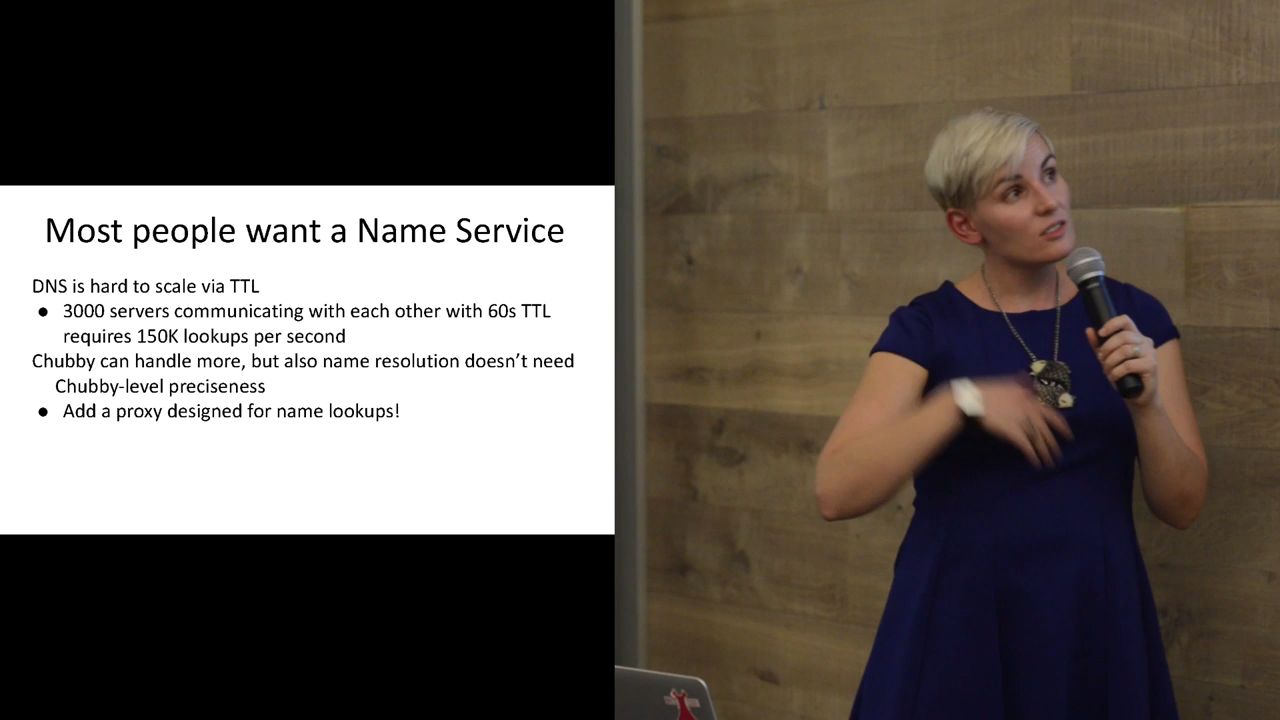 Most people want a Name Service
DNS is hard to scale via TTL
● 3000 servers communicating with each other with 60s TTL
requires 150K lookups per second
Chubby can handle more, but also name resolution doesn’t need
Chubby-level preciseness
● Add a proxy designed for name lookups!